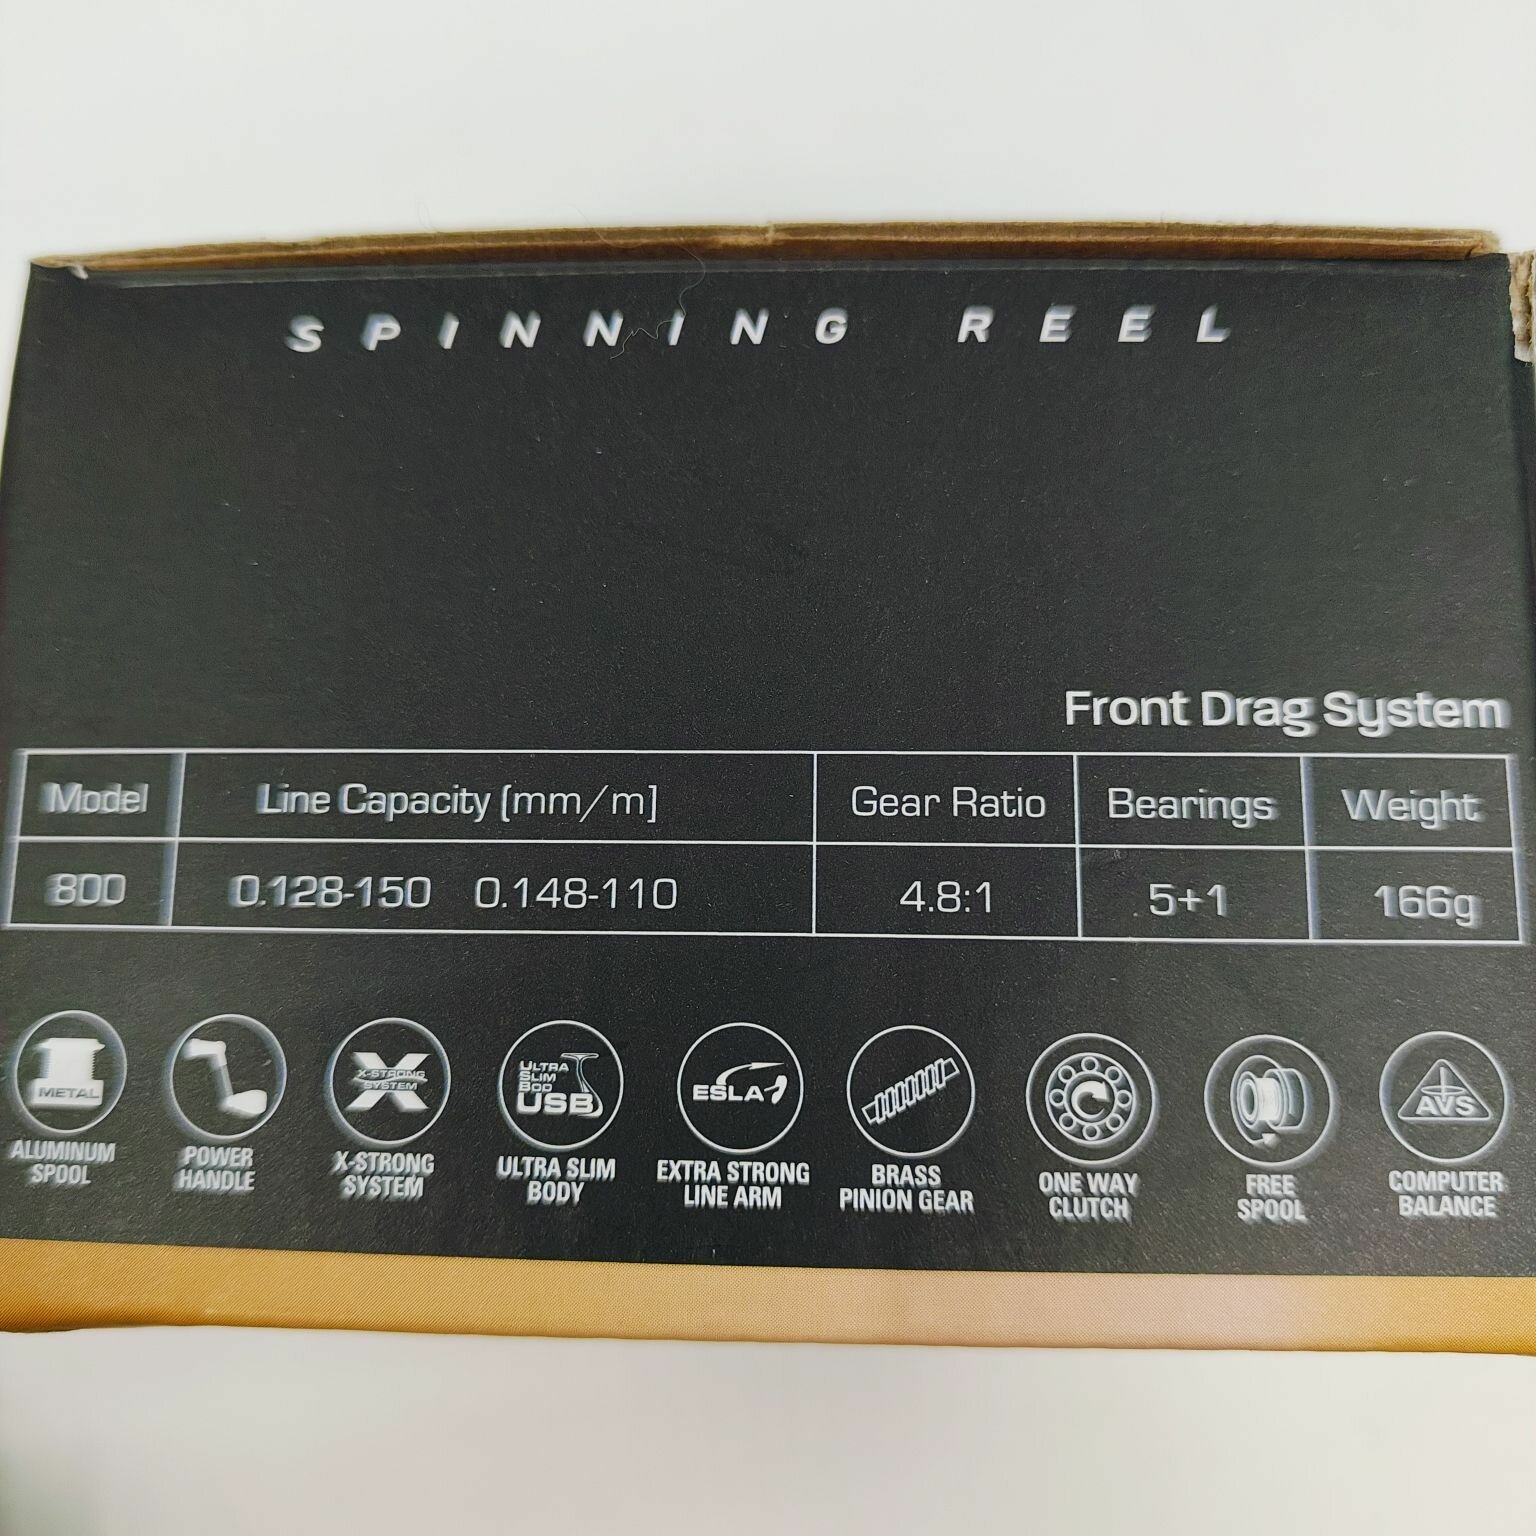 SPINNING REEL
Front Drag System
Model Line Capacity (mm/m) Gear Ratio Bearings Weight
800 0.128-150 0.148-110 4.8:1 5+1 166g
METAL
ALUMINUM
SPOOL
POWER
HANDLE
X-STRONG
SYSTEM
X-STRONG
SYSTEM
ULTRA
SLIM
BOD
USB
ULTRA SLIM
BODY
ESLA
EXTRA STRONG
LINE ARM
BRASS
PINION GEAR
ONE WAY
CLUTCH
FREE
SPOOL
AVS
COMPUTER
BALANCE